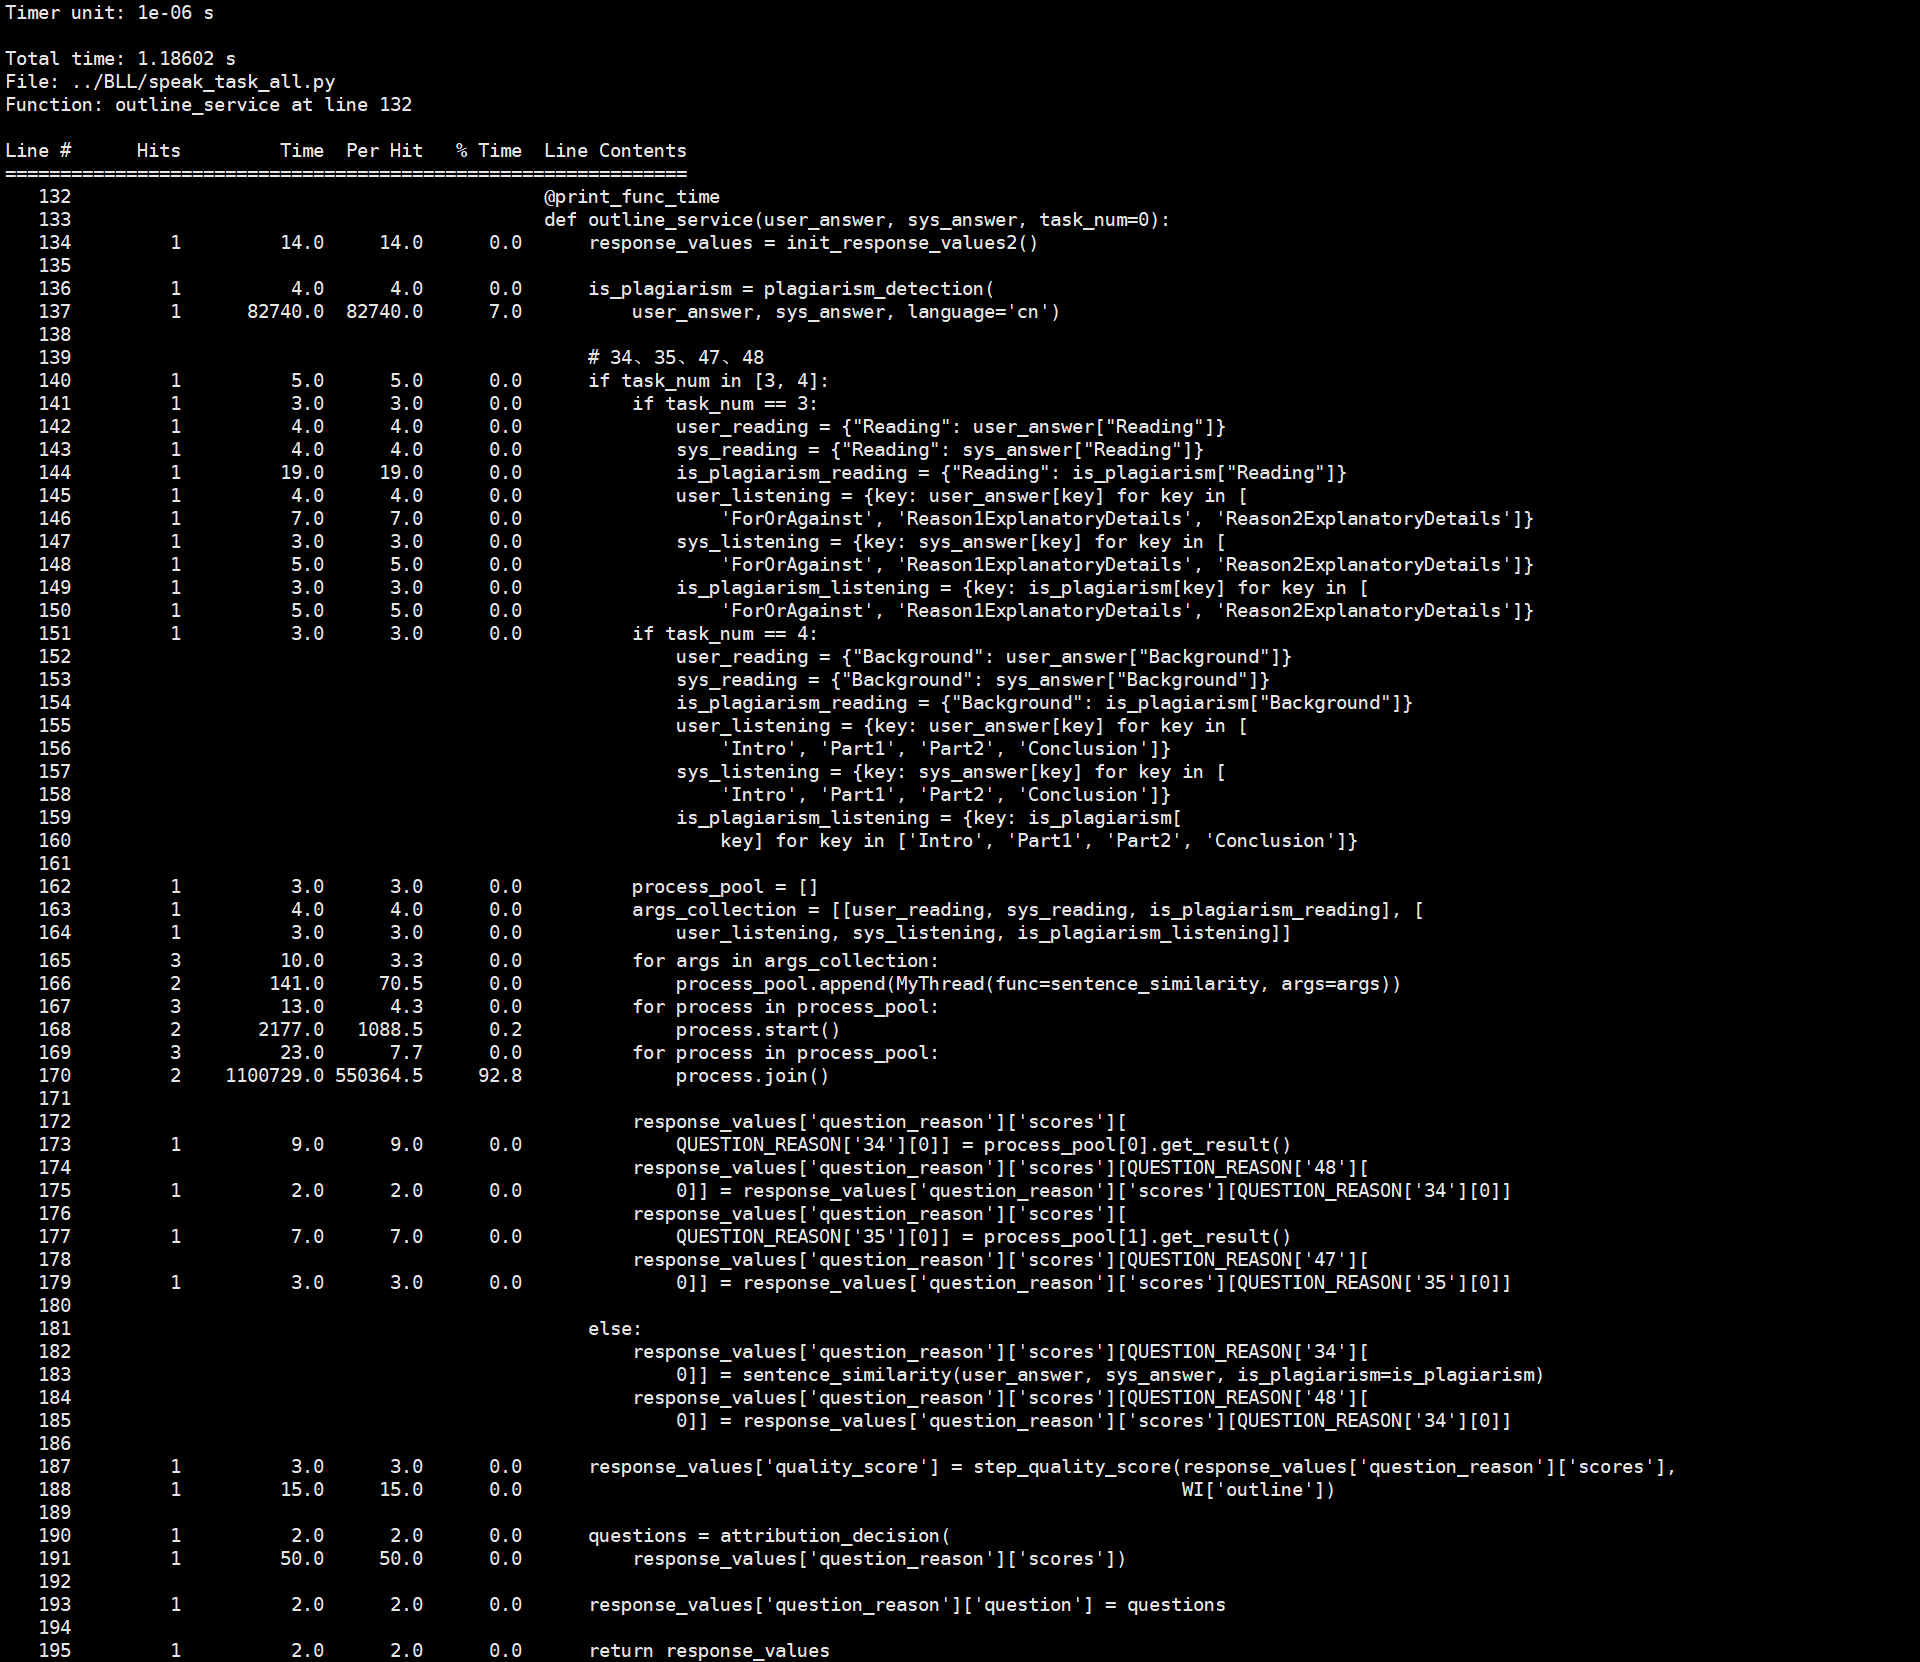 Timer unit: 1e-06 s

Total time: 1.18602 s
File: ../BLL/speak_task_all.py
Function: outline_service at line 132

Line #      Hits         Time  Per Hit   % Time  Line Contents
==============================================================
   132                                           @print_func_time
   133                                           def outline_service(user_answer, sys_answer, task_num=0):
   134         1         14.0     14.0      0.0      response_values = init_response_values2()
   135
   136         1          4.0      4.0      0.0      is_plagiarism = plagiarism_detection(
   137         1      82740.0  82740.0      7.0          user_answer, sys_answer, language='cn')
   138
   139                                               # 34、35、47、48
   140         1          5.0      5.0      0.0      if task_num in [3, 4]:
   141         1          3.0      3.0      0.0          if task_num == 3:
   142         1          4.0      4.0      0.0              user_reading = {"Reading": user_answer["Reading"]}
   143         1          4.0      4.0      0.0              sys_reading = {"Reading": sys_answer["Reading"]}
   144         1         19.0     19.0      0.0              is_plagiarism_reading = {"Reading": is_plagiarism["Reading"]}
   145         1          4.0      4.0      0.0              user_listening = {key: user_answer[key] for key in [
   146         1          7.0      7.0      0.0                  'ForOrAgainst', 'Reason1ExplanatoryDetails', 'Reason2ExplanatoryDetails']}
   147         1          3.0      3.0      0.0              sys_listening = {key: sys_answer[key] for key in [
   148         1          5.0      5.0      0.0                  'ForOrAgainst', 'Reason1ExplanatoryDetails', 'Reason2ExplanatoryDetails']}
   149         1          3.0      3.0      0.0              is_plagiarism_listening = {key: is_plagiarism[key] for key in [
   150         1          5.0      5.0      0.0                  'ForOrAgainst', 'Reason1ExplanatoryDetails', 'Reason2ExplanatoryDetails']}
   151         1          3.0      3.0      0.0          if task_num == 4:
   152                                                       user_reading = {"Background": user_answer["Background"]}
   153                                                       sys_reading = {"Background": sys_answer["Background"]}
   154                                                       is_plagiarism_reading = {"Background": is_plagiarism["Background"]}
   155                                                       user_listening = {key: user_answer[key] for key in [
   156                                                           'Intro', 'Part1', 'Part2', 'Conclusion']}
   157                                                       sys_listening = {key: sys_answer[key] for key in [
   158                                                           'Intro', 'Part1', 'Part2', 'Conclusion']}
   159                                                       is_plagiarism_listening = {key: is_plagiarism[
   160                                                           key] for key in ['Intro', 'Part1', 'Part2', 'Conclusion']}
   161
   162         1          3.0      3.0      0.0          process_pool = []
   163         1          4.0      4.0      0.0          args_collection = [[user_reading, sys_reading, is_plagiarism_reading], [
   164         1          3.0      3.0      0.0              user_listening, sys_listening, is_plagiarism_listening]]
   165         3         10.0      3.3      0.0          for args in args_collection:
   166         2        141.0     70.5      0.0              process_pool.append(MyThread(func=sentence_similarity, args=args))
   167         3         13.0      4.3      0.0          for process in process_pool:
   168         2       2177.0   1088.5      0.2              process.start()
   169         3         23.0      7.7      0.0          for process in process_pool:
   170         2    1100729.0 550364.5     92.8              process.join()
   171
   172                                                   response_values['question_reason']['scores'][
   173         1          9.0      9.0      0.0              QUESTION_REASON['34'][0]] = process_pool[0].get_result()
   174                                                   response_values['question_reason']['scores'][QUESTION_REASON['48'][
   175         1          2.0      2.0      0.0              0]] = response_values['question_reason']['scores'][QUESTION_REASON['34'][0]]
   176                                                   response_values['question_reason']['scores'][
   177         1          7.0      7.0      0.0              QUESTION_REASON['35'][0]] = process_pool[1].get_result()
   178                                                   response_values['question_reason']['scores'][QUESTION_REASON['47'][
   179         1          3.0      3.0      0.0              0]] = response_values['question_reason']['scores'][QUESTION_REASON['35'][0]]
   180
   181                                               else:
   182                                                   response_values['question_reason']['scores'][QUESTION_REASON['34'][
   183                                                       0]] = sentence_similarity(user_answer, sys_answer, is_plagiarism=is_plagiarism)
   184                                                   response_values['question_reason']['scores'][QUESTION_REASON['48'][
   185                                                       0]] = response_values['question_reason']['scores'][QUESTION_REASON['34'][0]]
   186
   187         1          3.0      3.0      0.0      response_values['quality_score'] = step_quality_score(response_values['question_reason']['scores'],
   188         1         15.0     15.0      0.0                                                            WI['outline'])
   189
   190         1          2.0      2.0      0.0      questions = attribution_decision(
   191         1         50.0     50.0      0.0          response_values['question_reason']['scores'])
   192
   193         1          2.0      2.0      0.0      response_values['question_reason']['question'] = questions
   194
   195         1          2.0      2.0      0.0      return response_values